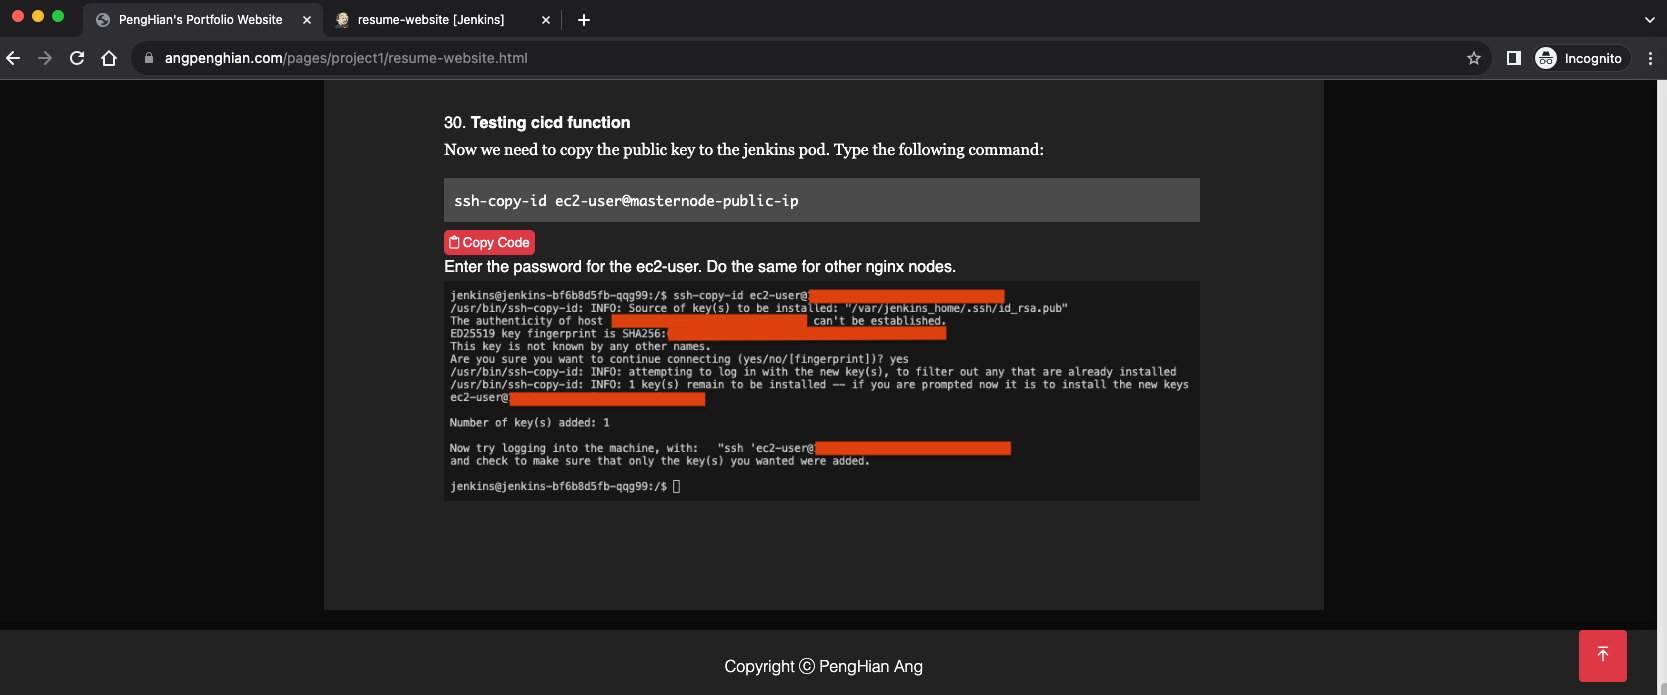 PengHian's Portfolio Website
resume-website [Jenkins]
angpenghian.com/pages/project1/resume-website.html
Incognito
30. Testing cicd function
Now we need to copy the public key to the jenkins pod. Type the following command:
ssh-copy-id ec2-user@masternode-public-ip
Copy Code
Enter the password for the ec2-user. Do the same for other nginx nodes.
jenkins@jenkins-bf6b8d5fb-qqg99:/$ ssh-copy-id ec2-user@
/usr/bin/ssh-copy-id: INFO: Source of key(s) to be installed: "/var/jenkins_home/.ssh/id_rsa.pub"
The authenticity of host can't be established.
ED25519 key fingerprint is SHA256:
This key is not known by any other names.
Are you sure you want to continue connecting (yes/no/[fingerprint])? yes
/usr/bin/ssh-copy-id: INFO: attempting to log in with the new key(s), to filter out any that are already installed
/usr/bin/ssh-copy-id: INFO: 1 key(s) remain to be installed -- if you are prompted now it is to install the new keys
ec2-user@
Number of key(s) added: 1
Now try logging into the machine, with: "ssh 'ec2-user@
and check to make sure that only the key(s) you wanted were added.
jenkins@jenkins-bf6b8d5fb-qqg99:/$
Copyright ⓒ PengHian Ang